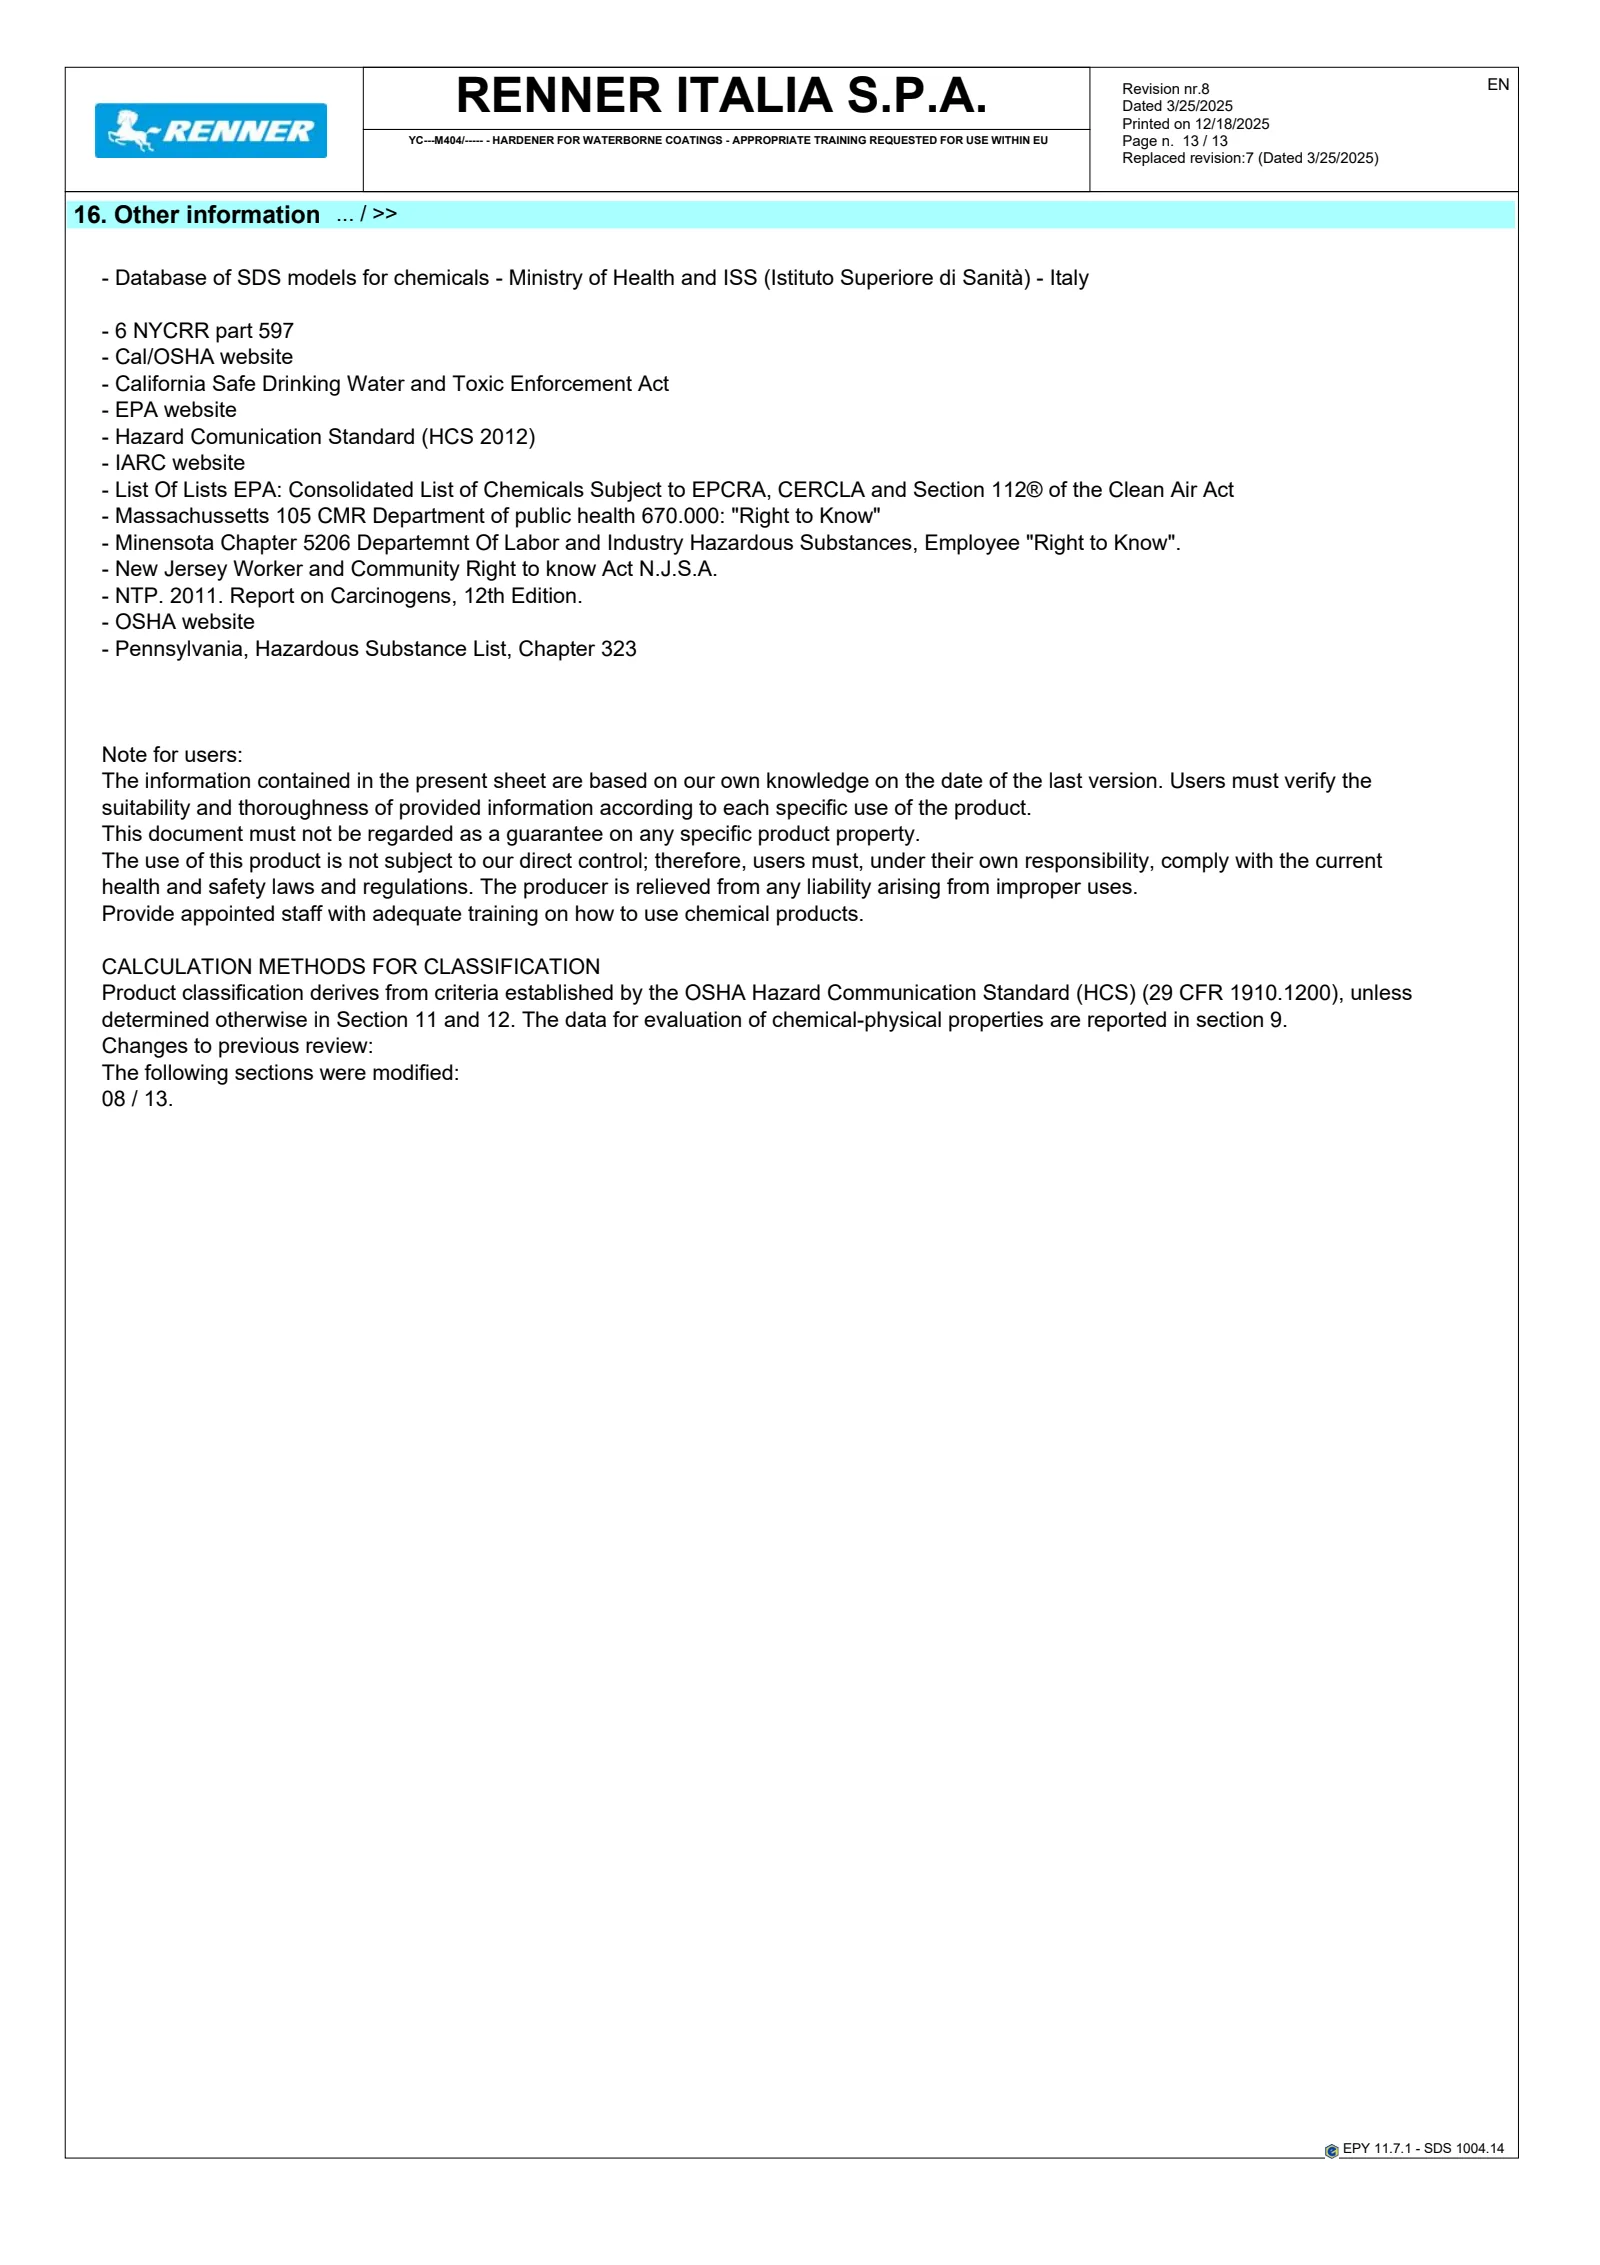 RENNER
RENNER ITALIA S.P.A.
YC---M404/----- - HARDENER FOR WATERBORNE COATINGS - APPROPRIATE TRAINING REQUESTED FOR USE WITHIN EU
Revision nr.8
Dated 3/25/2025
Printed on 12/18/2025
Page n. 13 / 13
Replaced revision:7 (Dated 3/25/2025)
EN
16. Other information ... / >>
- Database of SDS models for chemicals - Ministry of Health and ISS (Istituto Superiore di Sanità) - Italy
- 6 NYCRR part 597
- Cal/OSHA website
- California Safe Drinking Water and Toxic Enforcement Act
- EPA website
- Hazard Comunication Standard (HCS 2012)
- IARC website
- List Of Lists EPA: Consolidated List of Chemicals Subject to EPCRA, CERCLA and Section 112® of the Clean Air Act
- Massachussetts 105 CMR Department of public health 670.000: "Right to Know"
- Minensota Chapter 5206 Departemnt Of Labor and Industry Hazardous Substances, Employee "Right to Know".
- New Jersey Worker and Community Right to know Act N.J.S.A.
- NTP. 2011. Report on Carcinogens, 12th Edition.
- OSHA website
- Pennsylvania, Hazardous Substance List, Chapter 323
Note for users:
The information contained in the present sheet are based on our own knowledge on the date of the last version. Users must verify the
suitability and thoroughness of provided information according to each specific use of the product.
This document must not be regarded as a guarantee on any specific product property.
The use of this product is not subject to our direct control; therefore, users must, under their own responsibility, comply with the current
health and safety laws and regulations. The producer is relieved from any liability arising from improper uses.
Provide appointed staff with adequate training on how to use chemical products.
CALCULATION METHODS FOR CLASSIFICATION
Product classification derives from criteria established by the OSHA Hazard Communication Standard (HCS) (29 CFR 1910.1200), unless
determined otherwise in Section 11 and 12. The data for evaluation of chemical-physical properties are reported in section 9.
Changes to previous review:
The following sections were modified:
08 / 13.
EPY 11.7.1 - SDS 1004.14